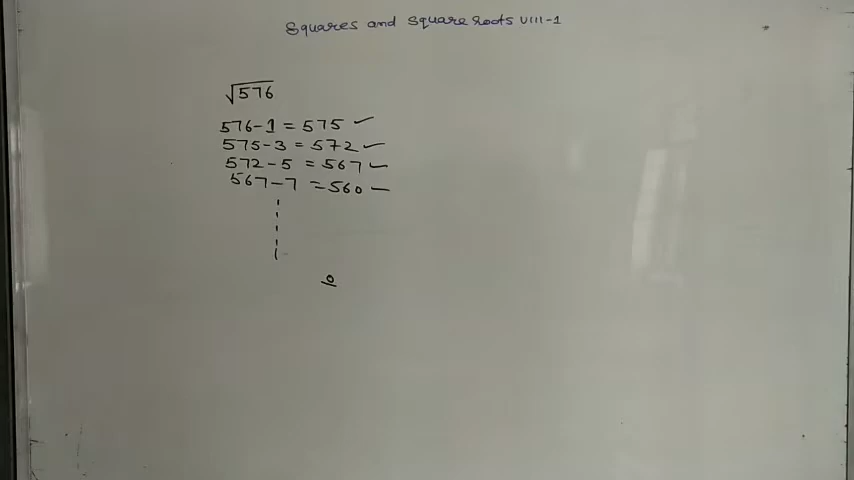 Squares and square roots VIII-1
√576
576-1 = 575 ✓
575-3 = 572 ✓
572-5 = 567 ✓
567-7 = 560 –
0